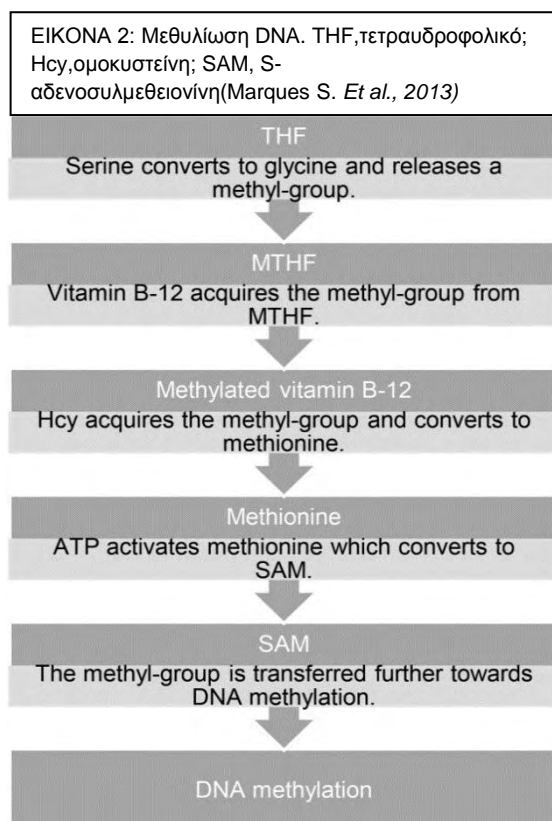 ΕΙΚΟΝΑ 2: Μεθυλίωση DNA. THF,τετραυδροφολικό;
Hcy,ομοκυστεΐνη; SAM, S-
αδενοσυλμεθειονίνη(Marques S. Et al., 2013)
THF
Serine converts to glycine and releases a
methyl-group.
MTHF
Vitamin B-12 acquires the methyl-group from
MTHF.
Methylated vitamin B-12
Hcy acquires the methyl-group and converts to
methionine.
Methionine
ATP activates methionine which converts to
SAM.
SAM
The methyl-group is transferred further towards
DNA methylation.
DNA methylation